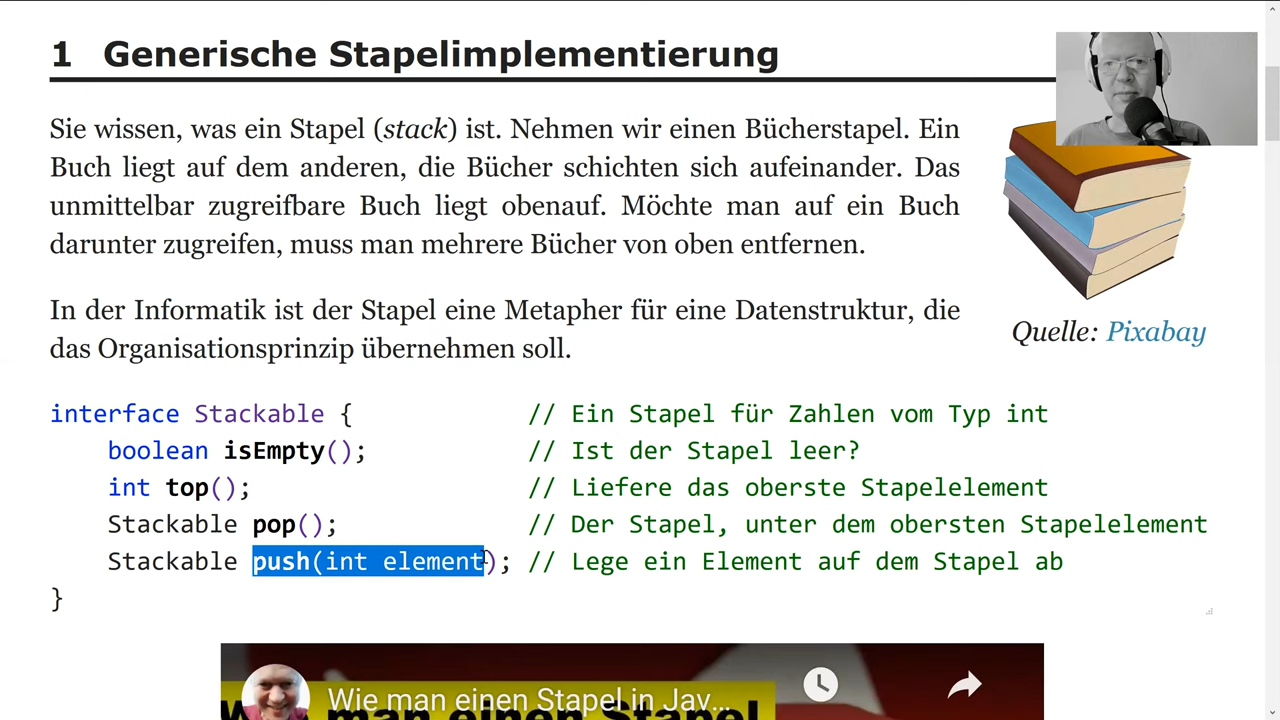 1 Generische Stapelimplementierung
Sie wissen, was ein Stapel (stack) ist. Nehmen wir einen Bücherstapel. Ein
Buch liegt auf dem anderen, die Bücher schichten sich aufeinander. Das
unmittelbar zugreifbare Buch liegt obenauf. Möchte man auf ein Buch
darunter zugreifen, muss man mehrere Bücher von oben entfernen.
Quelle: Pixabay
In der Informatik ist der Stapel eine Metapher für eine Datenstruktur, die
das Organisationsprinzip übernehmen soll.
interface Stackable { // Ein Stapel für Zahlen vom Typ int
boolean isEmpty(); // Ist der Stapel leer?
int top(); // Liefere das oberste Stapelelement
Stackable pop(); // Der Stapel, unter dem obersten Stapelelement
Stackable push(int element); // Lege ein Element auf dem Stapel ab
}
Wie man einen Stapel in Jav...
Wie man einen Stapel